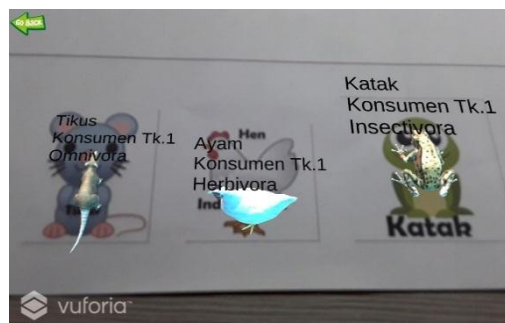 GO BACK
Tikus
Konsumen Tk.1
Omnivora
Hen
Ayam
Konsumen Tk.1
Herbivora
Ind
Katak
Konsumen Tk.1
Insectivora
Katak
vuforia